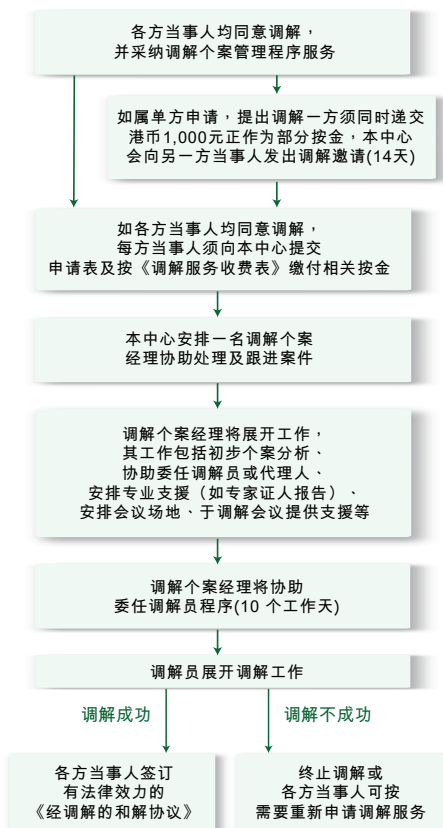 各方当事人均同意调解，
并采纳调解个案管理程序服务
如属单方申请，提出调解一方须同时递交
港币1,000元正作为部分按金，本中心
会向另一方当事人发出调解邀请(14天)
如各方当事人均同意调解，
每方当事人须向本中心提交
申请表及按《调解服务收费表》缴付相关按金
本中心安排一名调解个案
经理协助处理及跟进案件
调解个案经理将展开工作，
其工作包括初步个案分析、
协助委任调解员或代理人、
安排专业支援（如专家证人报告）、
安排会议场地、于调解会议提供支援等
调解个案经理将协助
委任调解员程序(10 个工作天)
调解员展开调解工作
调解成功
调解不成功
各方当事人签订
有法律效力的
《经调解的和解协议》
终止调解或
各方当事人可按
需要重新申请调解服务